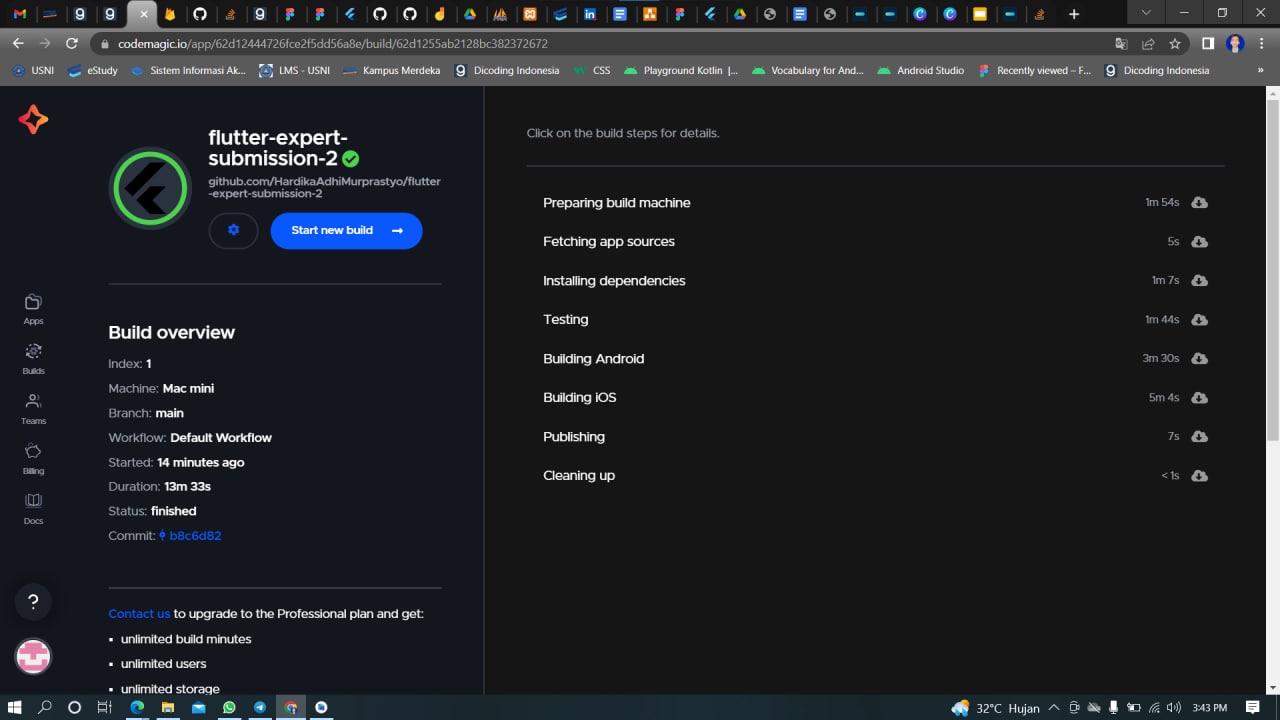 codemagic.io/app/62d12444726fce2f5dd56a8e/build/62d1255ab2128bc382372672
USNI
eStudy
Sistem Informasi Ak...
LMS - USNI
Kampus Merdeka
Dicoding Indonesia
CSS
Playground Kotlin |...
Vocabulary for And...
Android Studio
Recently viewed – F...
Dicoding Indonesia
»
flutter-expert-
submission-2
github.com/HardikaAdhiMurprastyo/flutter
-expert-submission-2
Start new build
Apps
Builds
Teams
Billing
Docs
?
Build overview
Index: 1
Machine: Mac mini
Branch: main
Workflow: Default Workflow
Started: 14 minutes ago
Duration: 13m 33s
Status: finished
Commit: b8c6d82
Contact us to upgrade to the Professional plan and get:
▪ unlimited build minutes
▪ unlimited users
▪ unlimited storage
Click on the build steps for details.
Preparing build machine 1m 54s
Fetching app sources 5s
Installing dependencies 1m 7s
Testing 1m 44s
Building Android 3m 30s
Building iOS 5m 4s
Publishing 7s
Cleaning up < 1s
32°C Hujan
3:43 PM